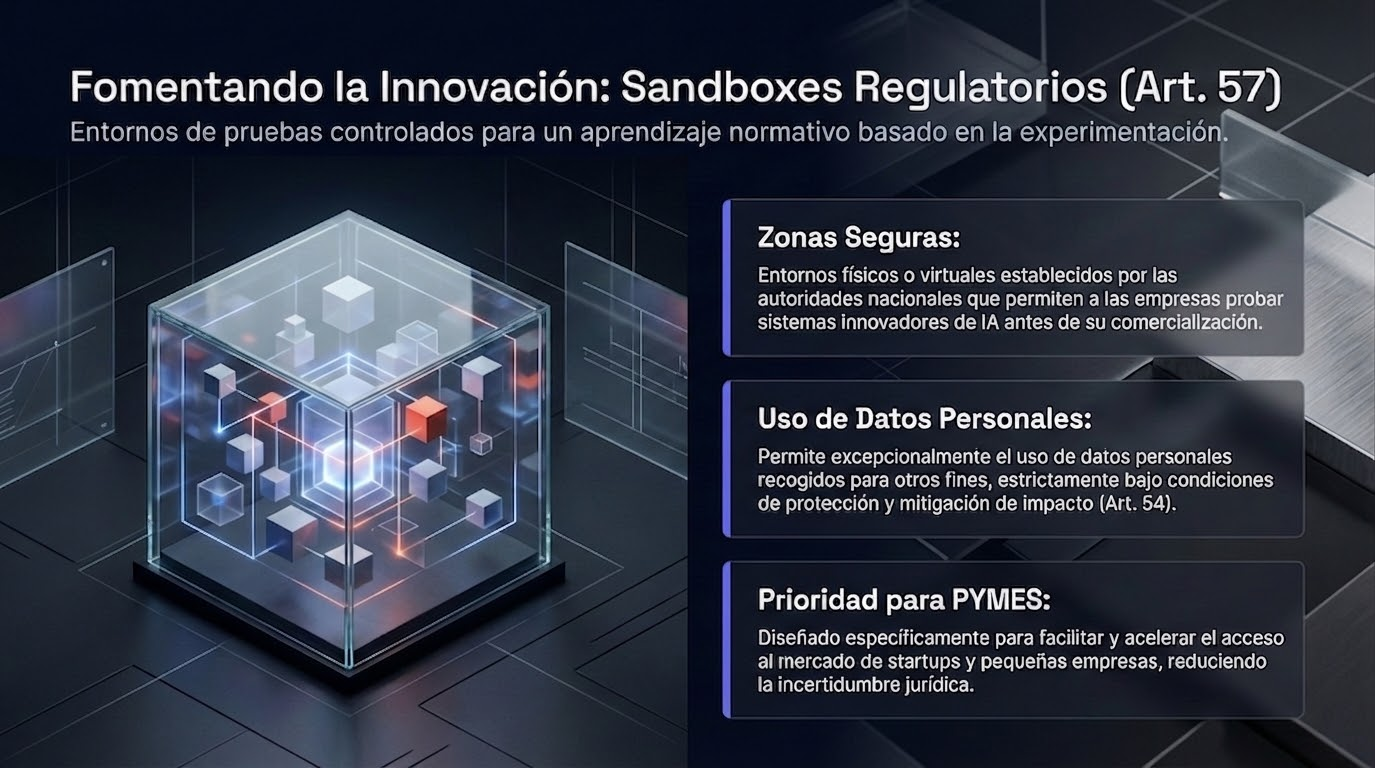 Fomentando la Innovación: Sandboxes Regulatorios (Art. 57)
Entornos de pruebas controlados para un aprendizaje normativo basado en la experimentación.
Zonas Seguras:
Entornos físicos o virtuales establecidos por las
autoridades nacionales que permiten a las empresas probar
sistemas innovadores de IA antes de su comercialización.
Uso de Datos Personales:
Permite excepcionalmente el uso de datos personales
recogidos para otros fines, estrictamente bajo condiciones
de protección y mitigación de impacto (Art. 54).
Prioridad para PYMES:
Diseñado específicamente para facilitar y acelerar el acceso
al mercado de startups y pequeñas empresas, reduciendo
la incertidumbre jurídica.